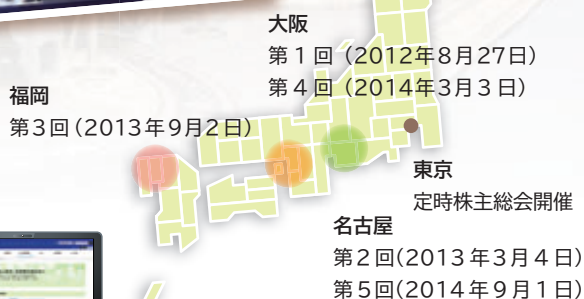 大阪
第1回（2012年8月27日）
第4回（2014年3月3日）
福岡
第3回（2013年9月2日）
東京
定時株主総会開催
名古屋
第2回(2013年3月4日)
第5回(2014年9月1日)